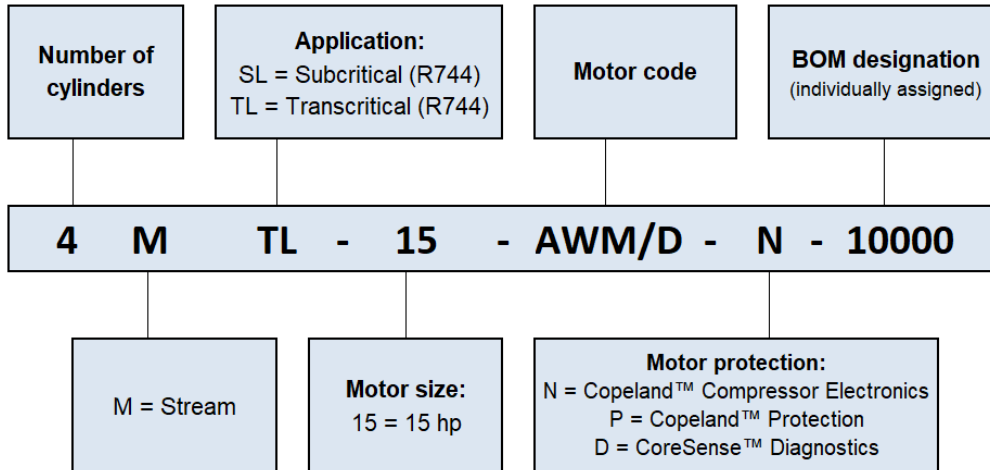 Number of
cylinders
Application:
SL = Subcritical (R744)
TL = Transcritical (R744)
Motor code
BOM designation
(individually assigned)
4 M TL - 15 - AWM/D - N - 10000
M = Stream
Motor size:
15 = 15 hp
Motor protection:
N = Copeland™ Compressor Electronics
P = Copeland™ Protection
D = CoreSense™ Diagnostics